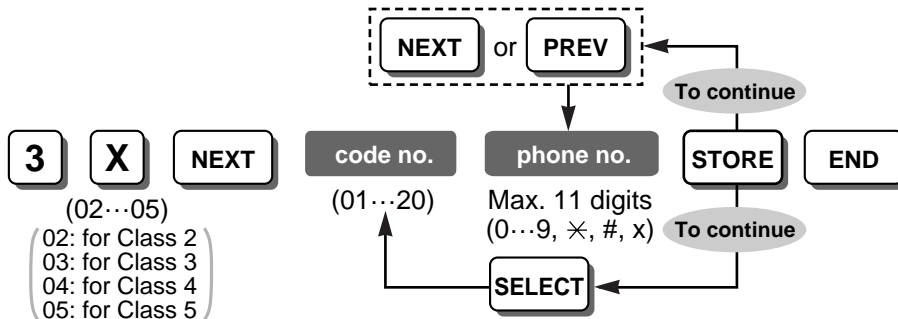 NEXT or PREV
To continue
3 X NEXT code no. phone no. STORE END
(02···05) (01···20) Max. 11 digits
(0···9, ✕, #, x) To continue
02: for Class 2
03: for Class 3
04: for Class 4
05: for Class 5
SELECT